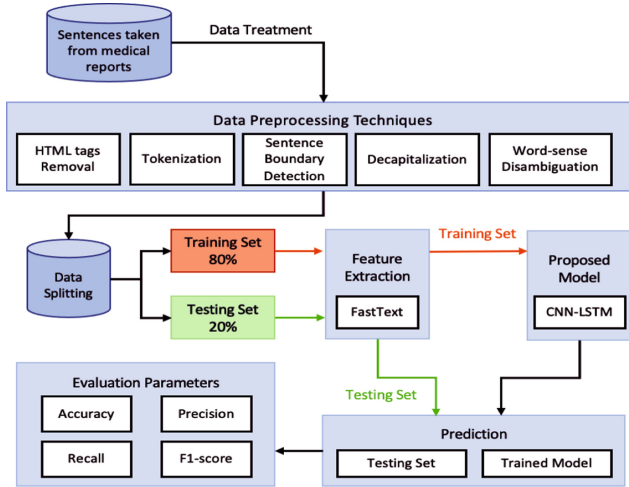 Sentences taken
from medical
reports
Data Treatment
Data Preprocessing Techniques
HTML tags
Removal
Tokenization
Sentence
Boundary
Detection
Decapitalization
Word-sense
Disambiguation
Data
Splitting
Training Set
80%
Testing Set
20%
Feature
Extraction
FastText
Training Set
Proposed
Model
CNN-LSTM
Testing Set
Evaluation Parameters
Accuracy
Precision
Recall
F1-score
Prediction
Testing Set
Trained Model